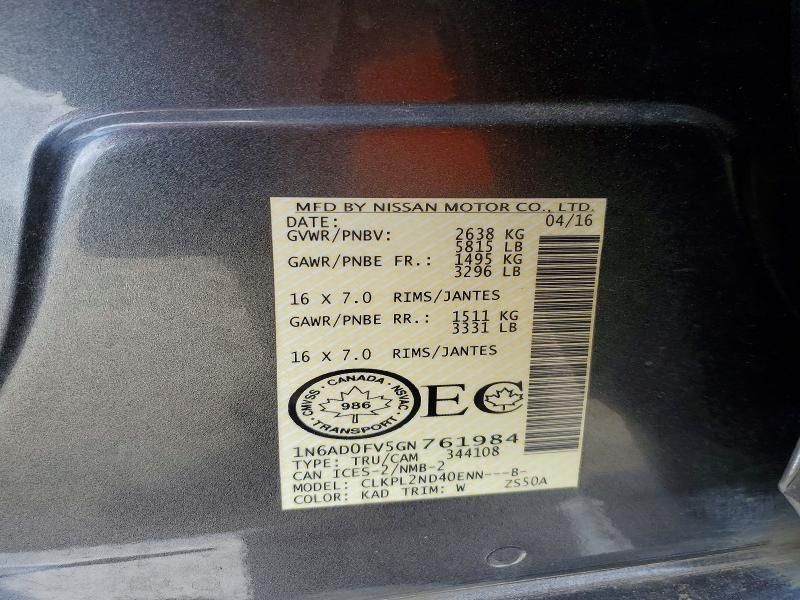 MFD BY NISSAN MOTOR CO., LTD.
DATE: 04/16
GVWR/PNBV: 2638 KG
5815 LB
GAWR/PNBE FR.: 1495 KG
3296 LB
16 X 7.0 RIMS/JANTES
GAWR/PNBE RR.: 1511 KG
3331 LB
16 X 7.0 RIMS/JANTES
CANADA
CMVSS · NSVAC
986
TRANSPORT
EC
1N6AD0FV5GN761984
TYPE: TRU/CAM 344108
CAN ICES-2/NMB-2
MODEL: CLKPL2ND40ENN---B-
COLOR: KAD TRIM: W ZS50A